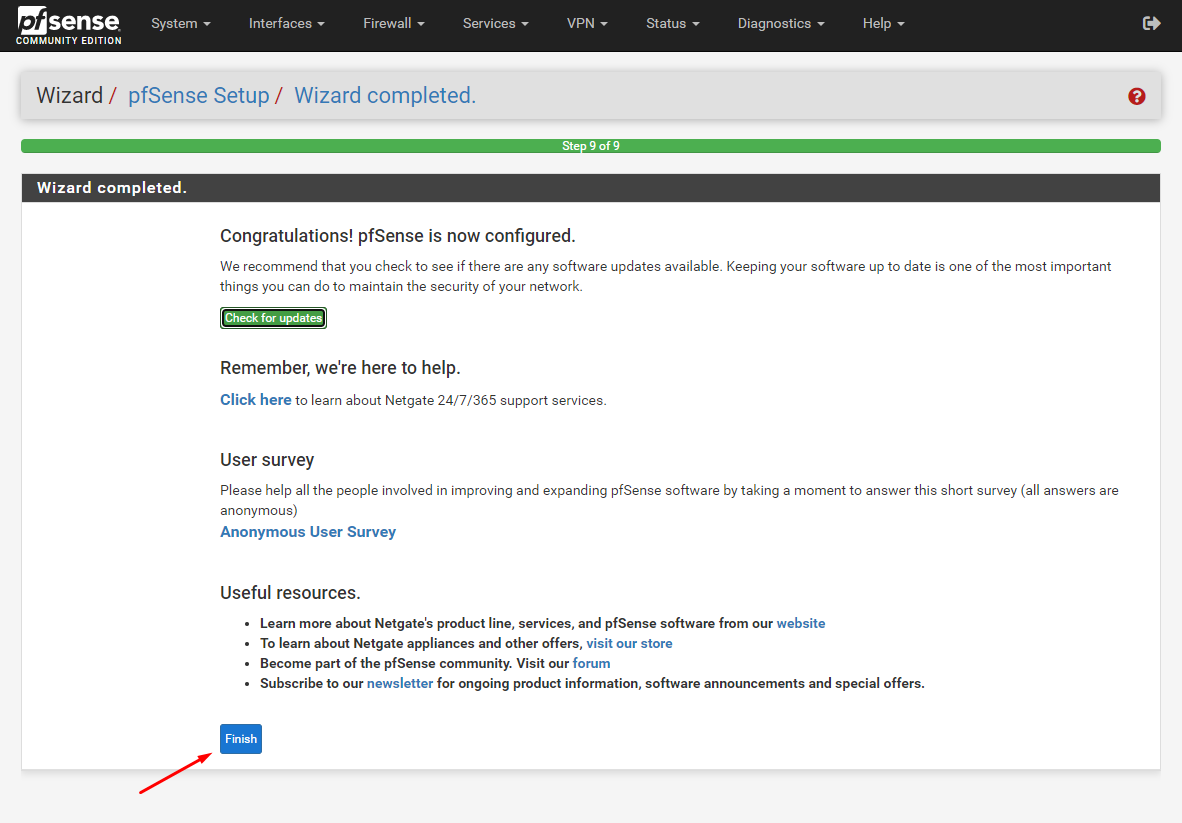 pfsense
COMMUNITY EDITION
System
Interfaces
Firewall
Services
VPN
Status
Diagnostics
Help
Wizard / pfSense Setup / Wizard completed.
?
Step 9 of 9
Wizard completed.
Congratulations! pfSense is now configured.
We recommend that you check to see if there are any software updates available. Keeping your software up to date is one of the most important
things you can do to maintain the security of your network.
Check for updates
Remember, we're here to help.
Click here to learn about Netgate 24/7/365 support services.
User survey
Please help all the people involved in improving and expanding pfSense software by taking a moment to answer this short survey (all answers are
anonymous)
Anonymous User Survey
Useful resources.
• Learn more about Netgate's product line, services, and pfSense software from our website
• To learn about Netgate appliances and other offers, visit our store
• Become part of the pfSense community. Visit our forum
• Subscribe to our newsletter for ongoing product information, software announcements and special offers.
Finish